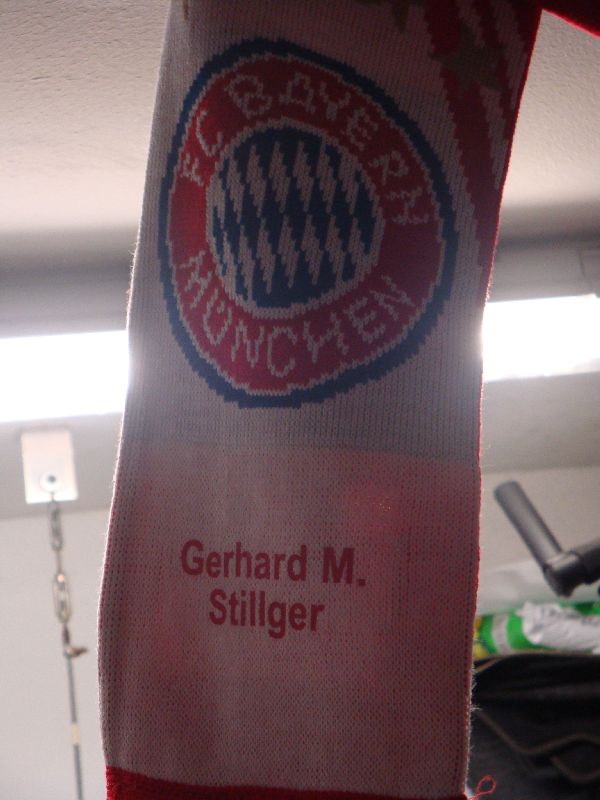 FC BAYERN
MÜNCHEN
Gerhard M.
Stillger